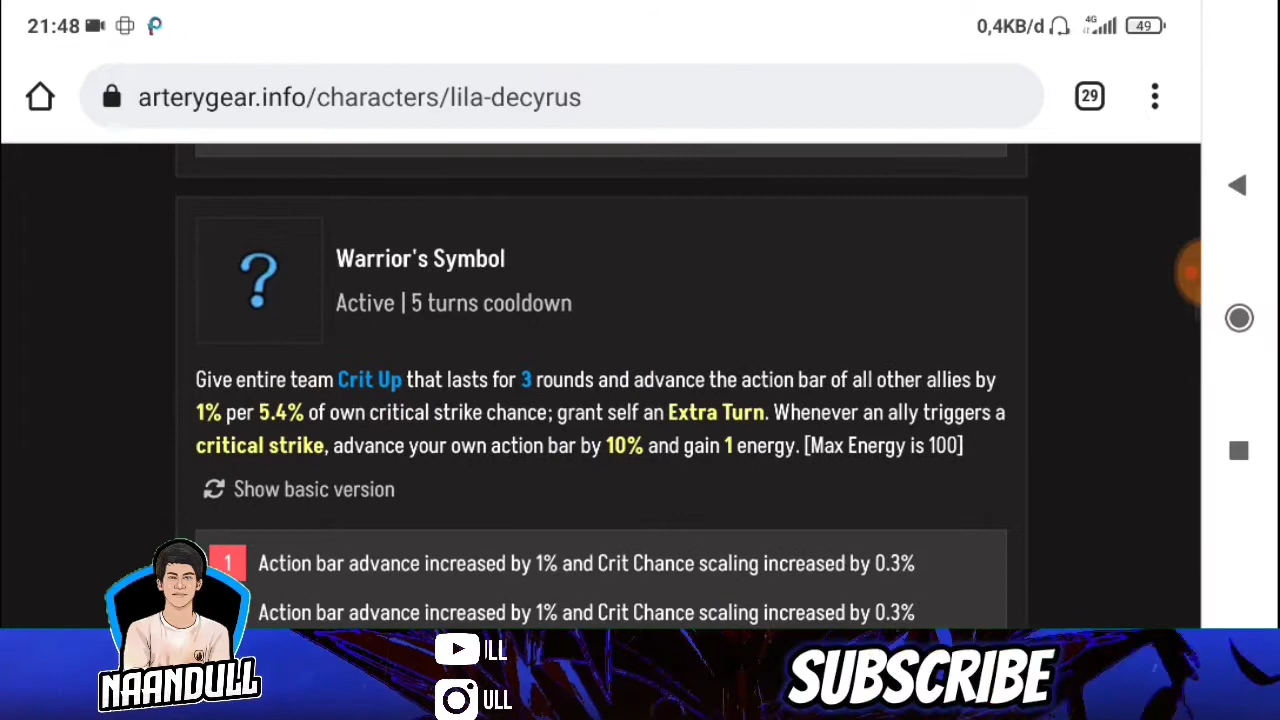 21:48
0,4KB/d 4G 49
arterygear.info/characters/lila-decyrus
29
?
Warrior's Symbol
Active | 5 turns cooldown
Give entire team Crit Up that lasts for 3 rounds and advance the action bar of all other allies by
1% per 5.4% of own critical strike chance; grant self an Extra Turn. Whenever an ally triggers a
critical strike, advance your own action bar by 10% and gain 1 energy. [Max Energy is 100]
Show basic version
1 Action bar advance increased by 1% and Crit Chance scaling increased by 0.3%
Action bar advance increased by 1% and Crit Chance scaling increased by 0.3%
NAANDULL
ULL
SUBSCRIBE